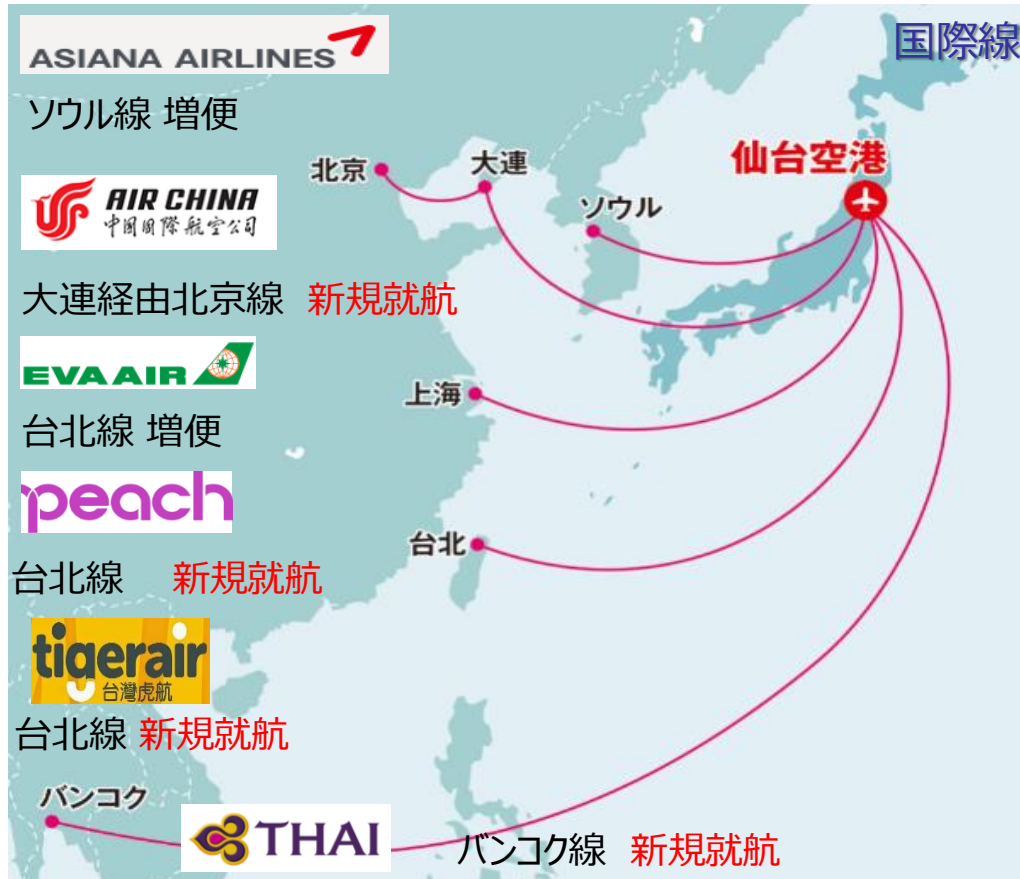 国際線
ASIANA AIRLINES
ソウル線 増便
北京
大連
ソウル
仙台空港
AIR CHINA
中国国際航空公司
大連経由北京線 新規就航
EVA AIR
上海
台北線 増便
peach
台北
台北線 新規就航
tigerair
台灣虎航
台北線 新規就航
バンコク
THAI
バンコク線 新規就航